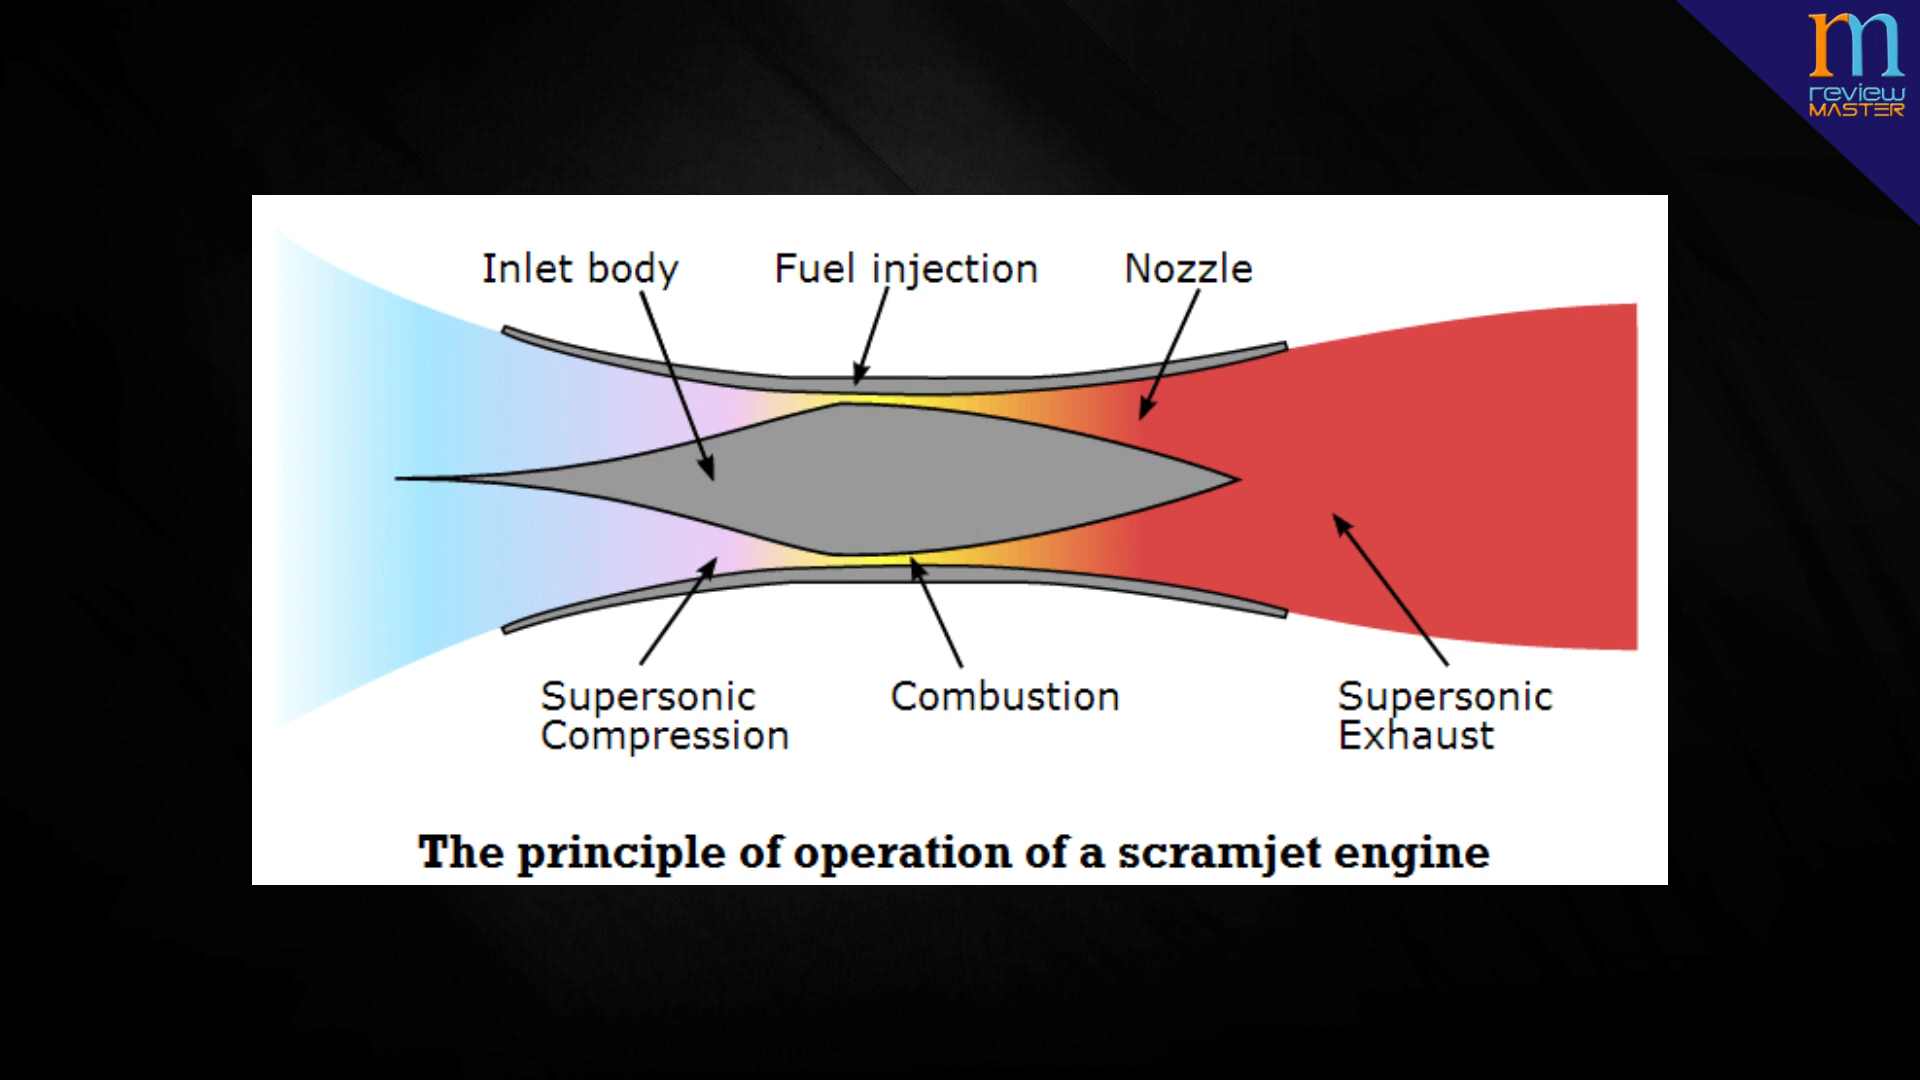 m
review
MASTER
Inlet body
Fuel injection
Nozzle
Supersonic
Compression
Combustion
Supersonic
Exhaust
The principle of operation of a scramjet engine